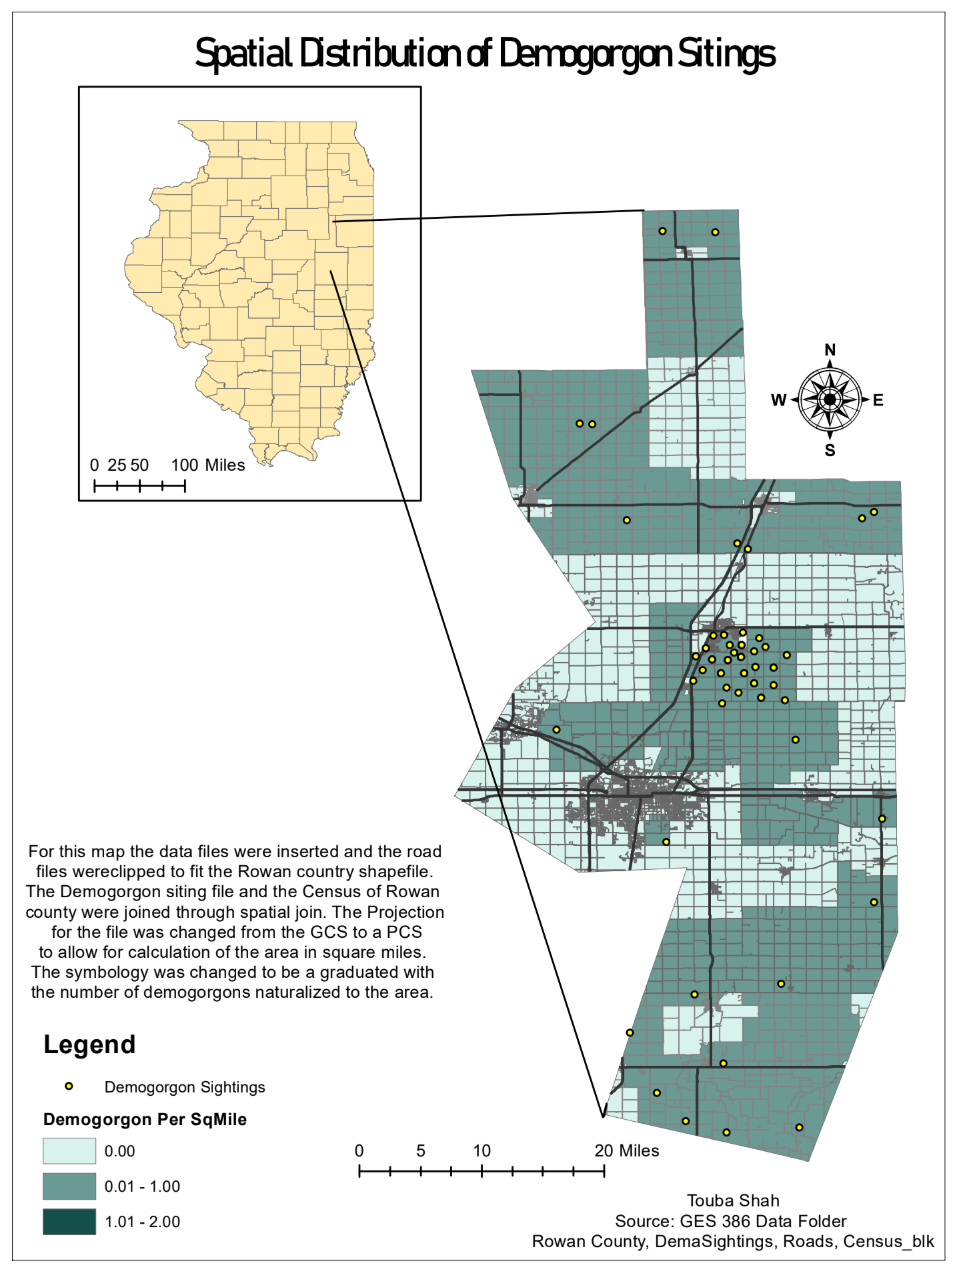 Spatial Distribution of Demogorgon Sitings
0 25 50 100 Miles
N
W E
S
For this map the data files were inserted and the road
files wereclipped to fit the Rowan country shapefile.
The Demogorgon siting file and the Census of Rowan
county were joined through spatial join. The Projection
for the file was changed from the GCS to a PCS
to allow for calculation of the area in square miles.
The symbology was changed to be a graduated with
the number of demogorgons naturalized to the area.
Legend
Demogorgon Sightings
Demogorgon Per SqMile
0.00
0.01 - 1.00
1.01 - 2.00
0 5 10 20 Miles
Touba Shah
Source: GES 386 Data Folder
Rowan County, DemaSightings, Roads, Census_blk